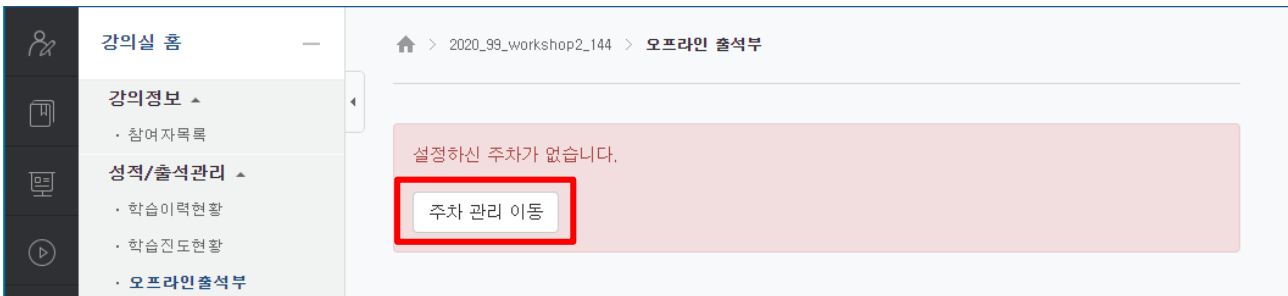 강의실 홈
강의정보
· 참여자목록
성적/출석관리
· 학습이력현황
· 학습진도현황
· 오프라인출석부
> 2020_99_workshop2_144 > 오프라인 출석부
설정하신 주차가 없습니다.
주차 관리 이동